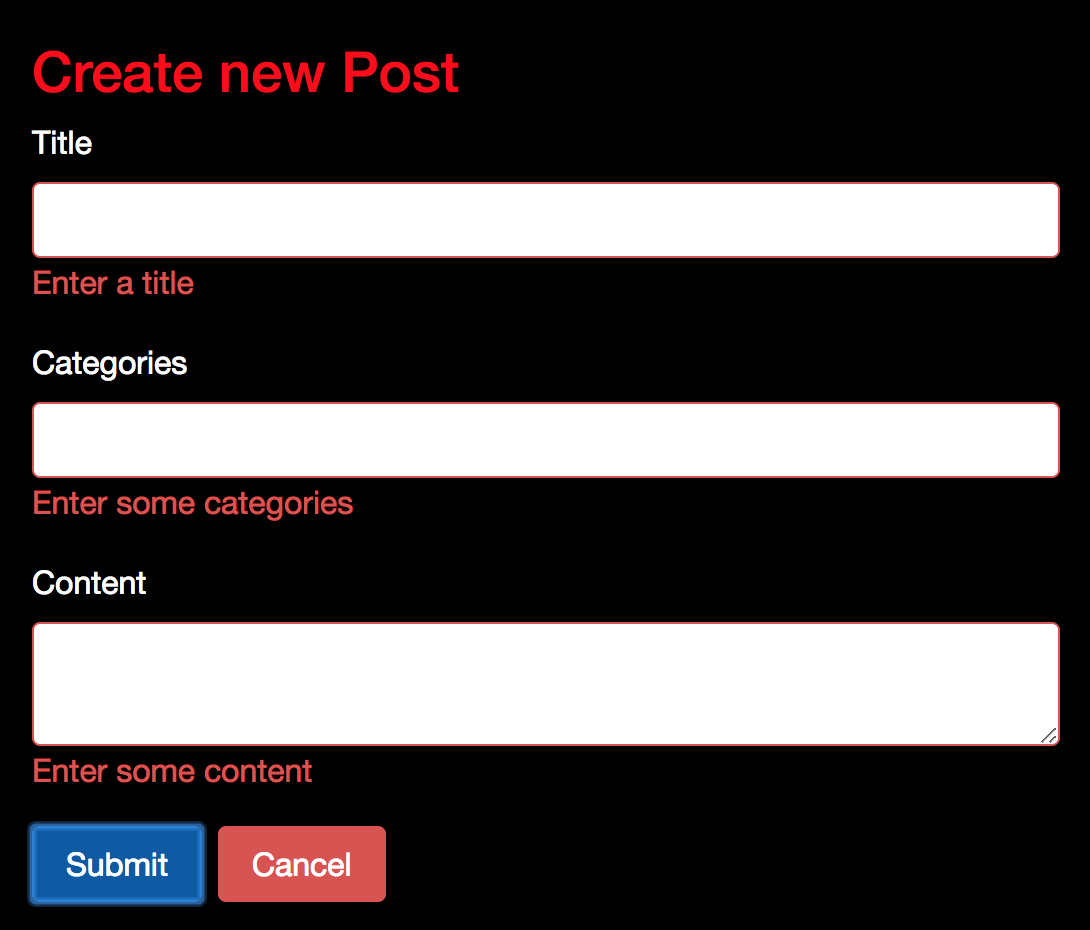 Create new Post
Title
Enter a title
Categories
Enter some categories
Content
Enter some content
Submit Cancel